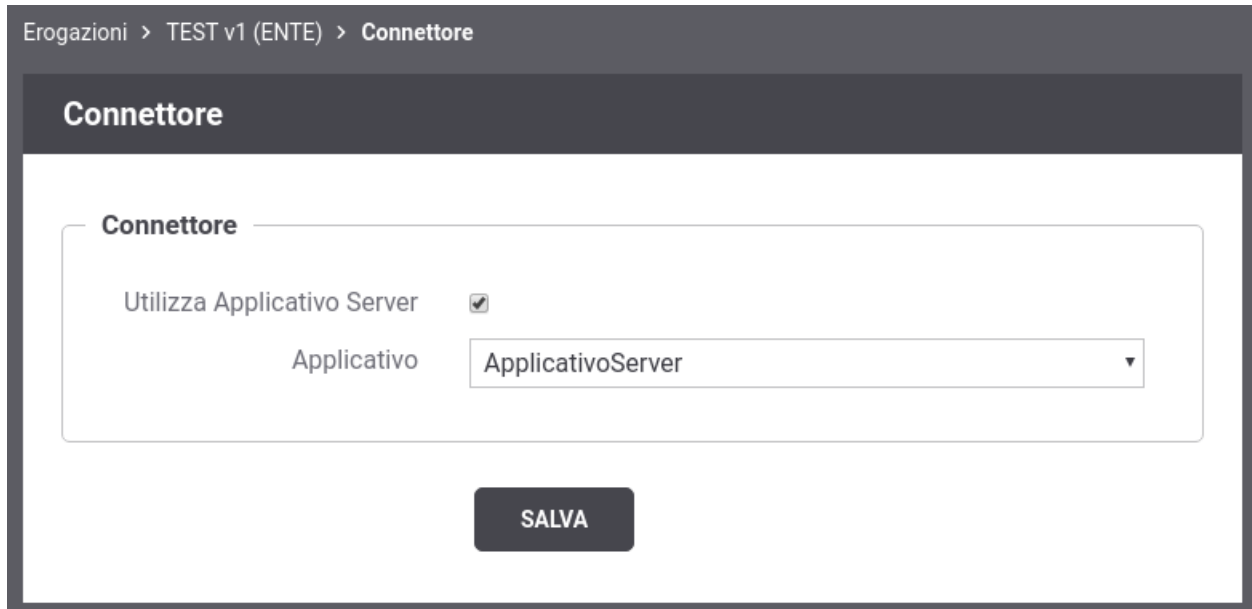 Erogazioni > TEST v1 (ENTE) > Connettore
Connettore
Connettore
Utilizza Applicativo Server
Applicativo ApplicativoServer
SALVA